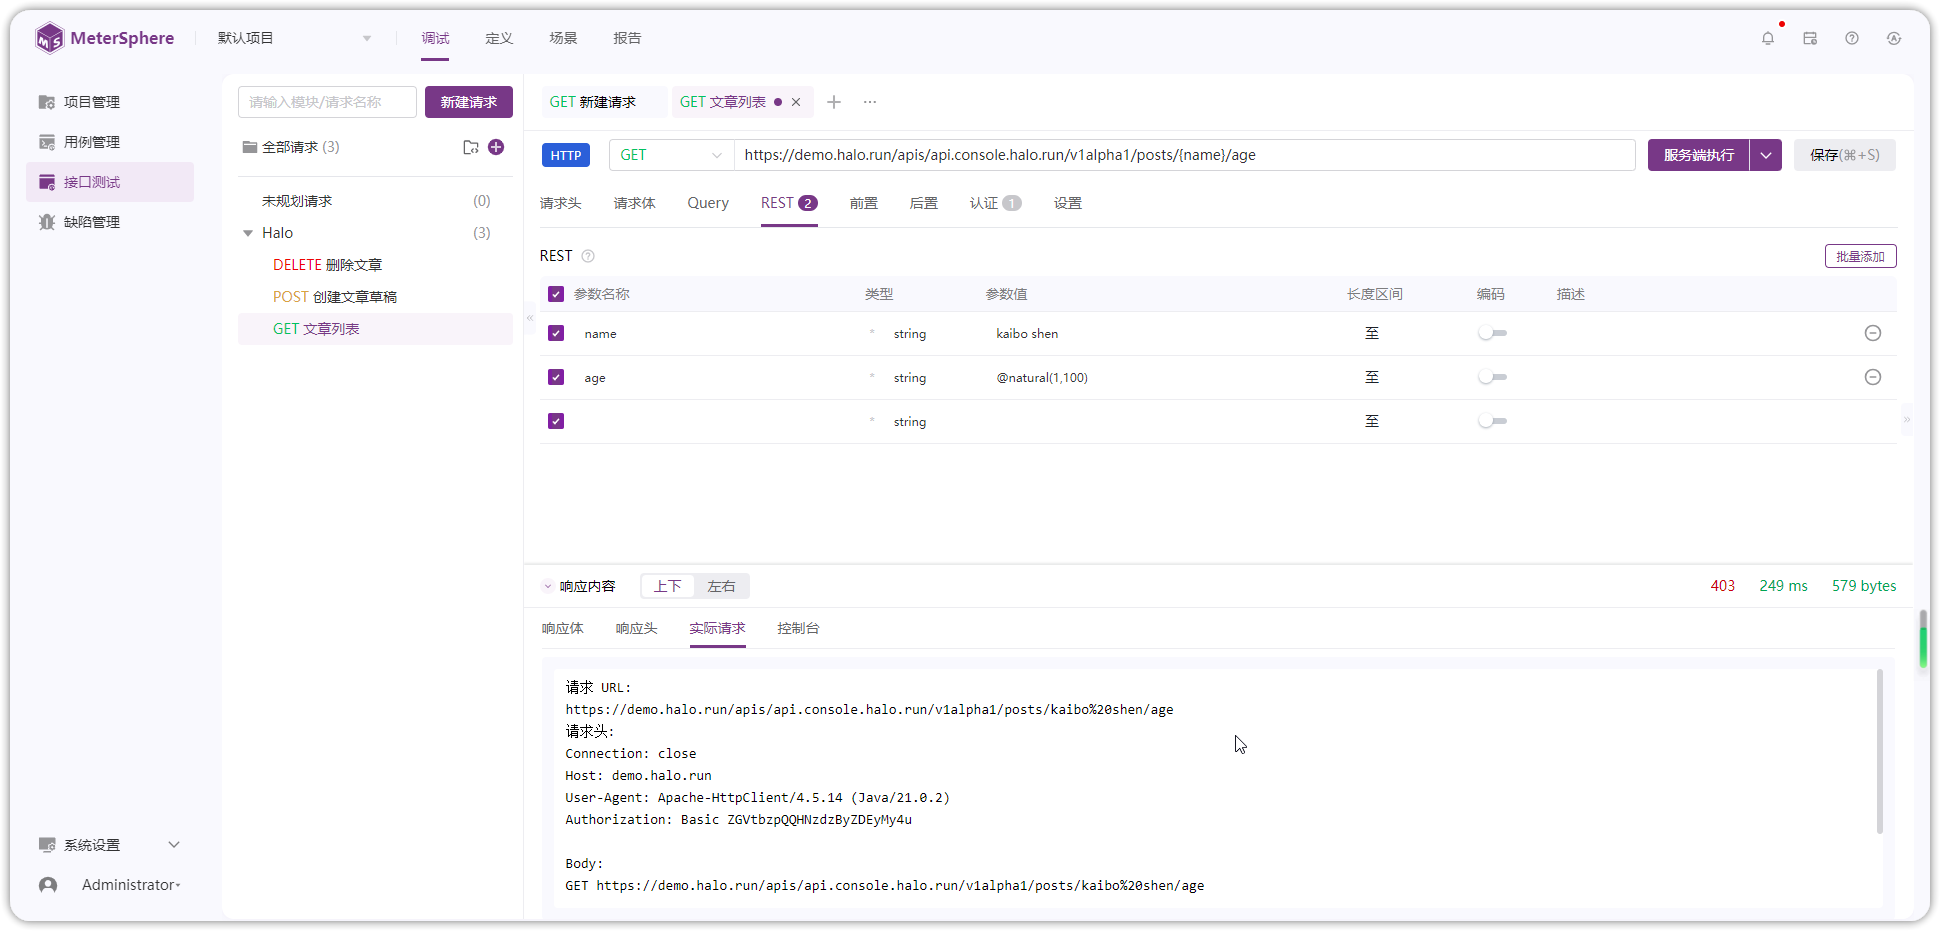 MeterSphere
默认项目
调试
定义
场景
报告
项目管理
用例管理
接口测试
缺陷管理
系统设置
Administrator
请输入模块/请求名称
新建请求
全部请求 (3)
未规划请求 (0)
Halo (3)
DELETE 删除文章
POST 创建文章草稿
GET 文章列表
GET 新建请求
GET 文章列表
HTTP
GET
https://demo.halo.run/apis/api.console.halo.run/v1alpha1/posts/{name}/age
服务端执行
保存(⌘+S)
请求头 请求体 Query REST 2 前置 后置 认证 1 设置
REST
批量添加
参数名称 类型 参数值 长度区间 编码 描述
name * string kaibo shen 至
age * string @natural(1,100) 至
* string 至
响应内容 上下 左右 403 249 ms 579 bytes
响应体 响应头 实际请求 控制台
请求 URL:
https://demo.halo.run/apis/api.console.halo.run/v1alpha1/posts/kaibo%20shen/age
请求头:
Connection: close
Host: demo.halo.run
User-Agent: Apache-HttpClient/4.5.14 (Java/21.0.2)
Authorization: Basic ZGVtbzpQQHNzdzByZDEyMy4u
Body:
GET https://demo.halo.run/apis/api.console.halo.run/v1alpha1/posts/kaibo%20shen/age